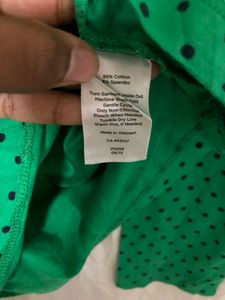 95% Cotton
5% Spandex
Turn Garment Inside Out
Machine Wash Cold
Gentle Cycle
Only Non-Chlorine
Bleach When Needed
Tumble Dry Low
Warm Iron, If Needed
Made in Vietnam